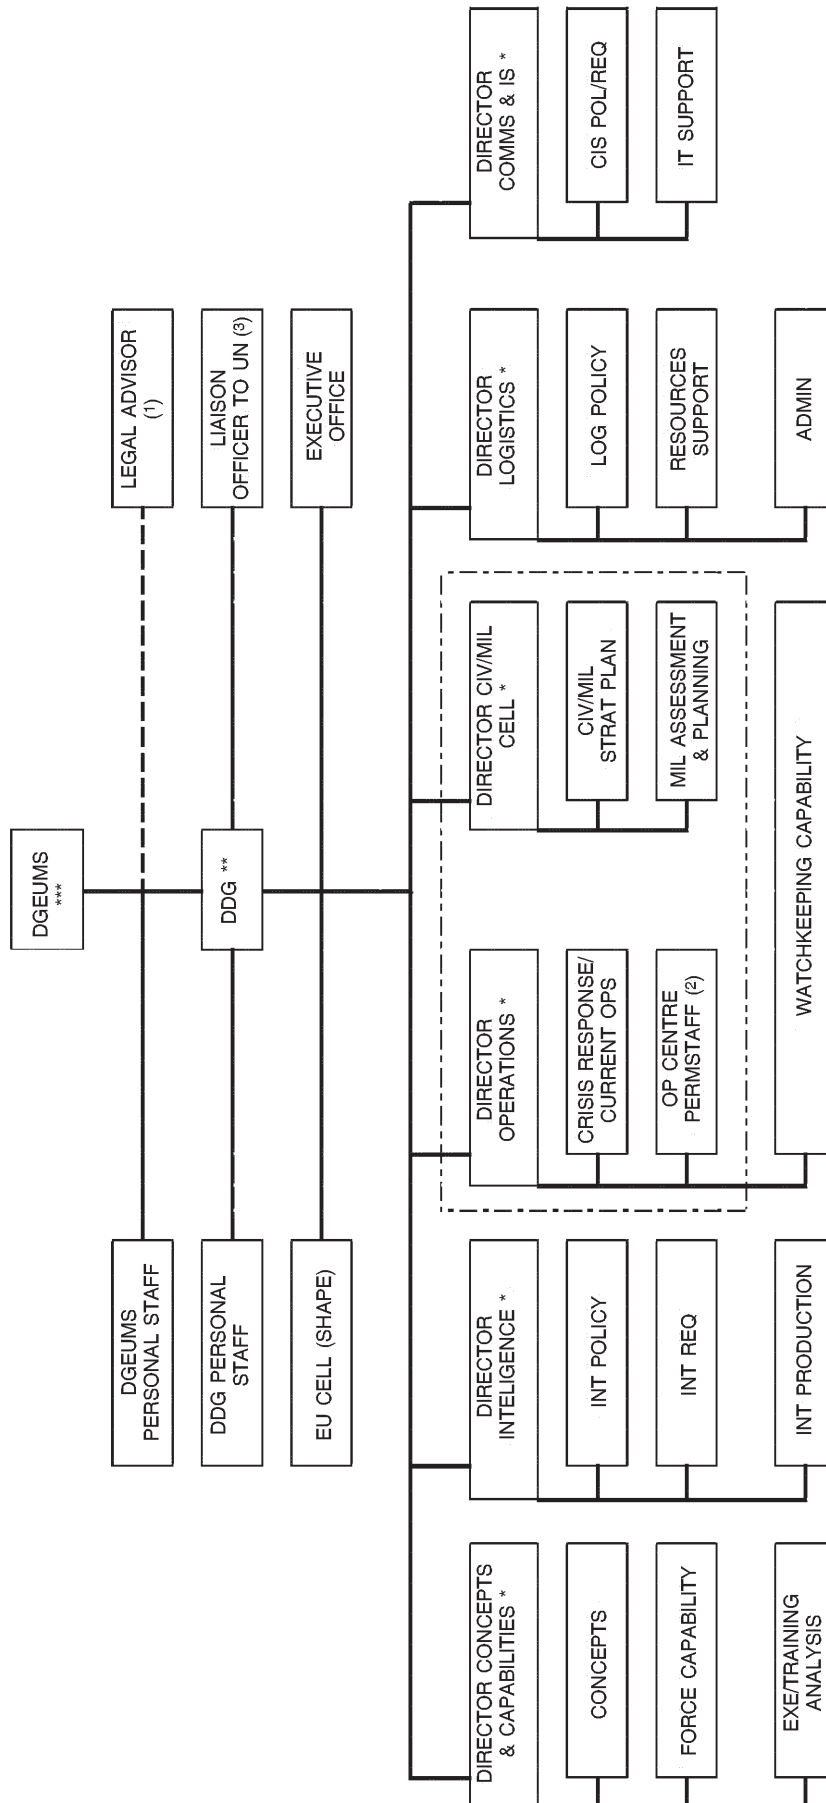 DGEUMS
***
DGEUMS
PERSONAL STAFF
LEGAL ADVISOR
(1)
DDG PERSONAL
STAFF
DDG **
LIAISON
OFFICER TO UN (3)
EU CELL (SHAPE)
EXECUTIVE
OFFICE
DIRECTOR CONCEPTS
& CAPABILITIES *
DIRECTOR
INTELIGENCE *
DIRECTOR
OPERATIONS *
DIRECTOR CIV/MIL
CELL *
DIRECTOR
LOGISTICS *
DIRECTOR
COMMS & IS *
CONCEPTS
INT POLICY
CRISIS RESPONSE/
CURRENT OPS
CIV/MIL
STRAT PLAN
LOG POLICY
CIS POL/REQ
FORCE CAPABILITY
INT REQ
OP CENTRE
PERMSTAFF (2)
MIL ASSESSMENT
& PLANNING
RESOURCES
SUPPORT
IT SUPPORT
EXE/TRAINING
ANALYSIS
INT PRODUCTION
WATCHKEEPING CAPABILITY
ADMIN